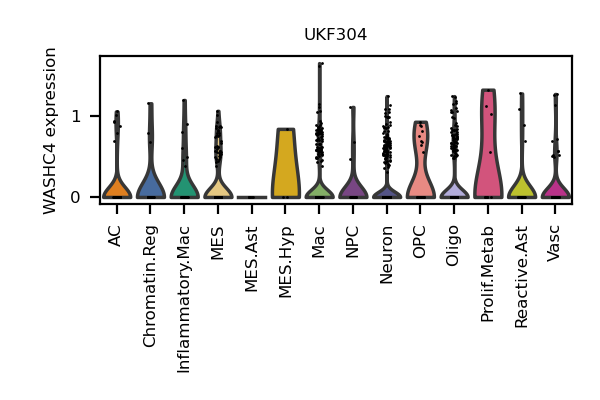 UKF304
WASHC4 expression
1
0
AC
Chromatin.Reg
Inflammatory.Mac
MES
MES.Ast
MES.Hyp
Mac
NPC
Neuron
OPC
Oligo
Prolif.Metab
Reactive.Ast
Vasc